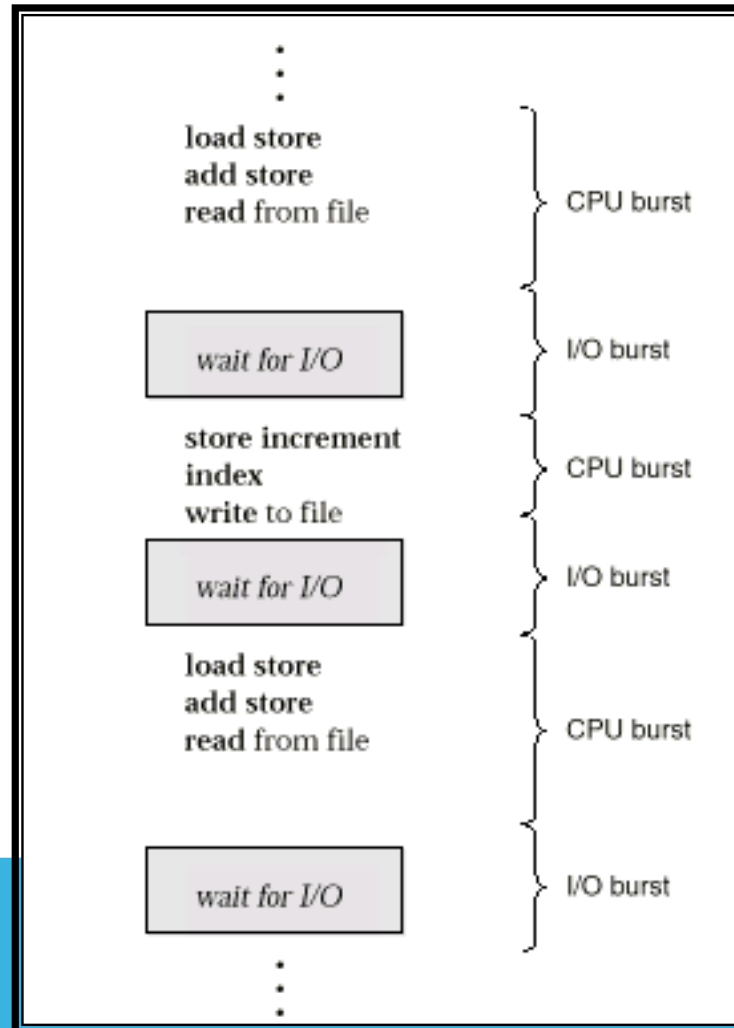 load store
add store
read from file
CPU burst
wait for I/O
I/O burst
store increment
index
write to file
CPU burst
wait for I/O
I/O burst
load store
add store
read from file
CPU burst
wait for I/O
I/O burst